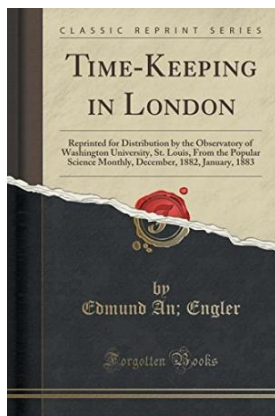 CLASSIC REPRINT SERIES
TIME-KEEPING
IN LONDON
Reprinted for Distribution by the Observatory of
Washington University, St. Louis, From the Popular
Science Monthly, December, 1882, January, 1883
by
Edmund An; Engler
Forgotten Books